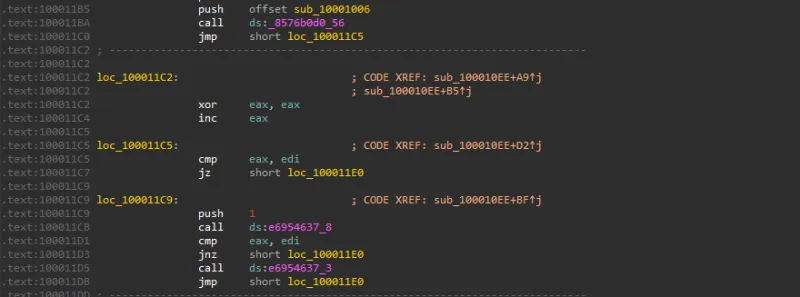 .text:100011B5 push offset sub_10001006
.text:100011BA call ds:_8576b0d0_56
.text:100011C0 jmp short loc_100011C5
.text:100011C2 ; ---------------------------------------------------------------------------
.text:100011C2
.text:100011C2 loc_100011C2: ; CODE XREF: sub_100010EE+A9↑j
.text:100011C2 ; sub_100010EE+B5↑j
.text:100011C2 xor eax, eax
.text:100011C4 inc eax
.text:100011C5
.text:100011C5 loc_100011C5: ; CODE XREF: sub_100010EE+D2↑j
.text:100011C5 cmp eax, edi
.text:100011C7 jz short loc_100011E0
.text:100011C9
.text:100011C9 loc_100011C9: ; CODE XREF: sub_100010EE+BF↑j
.text:100011C9 push 1
.text:100011CB call ds:e6954637_8
.text:100011D1 cmp eax, edi
.text:100011D3 jnz short loc_100011E0
.text:100011D5 call ds:e6954637_3
.text:100011DB jmp short loc_100011E0
.text:100011DD ; ---------------------------------------------------------------------------